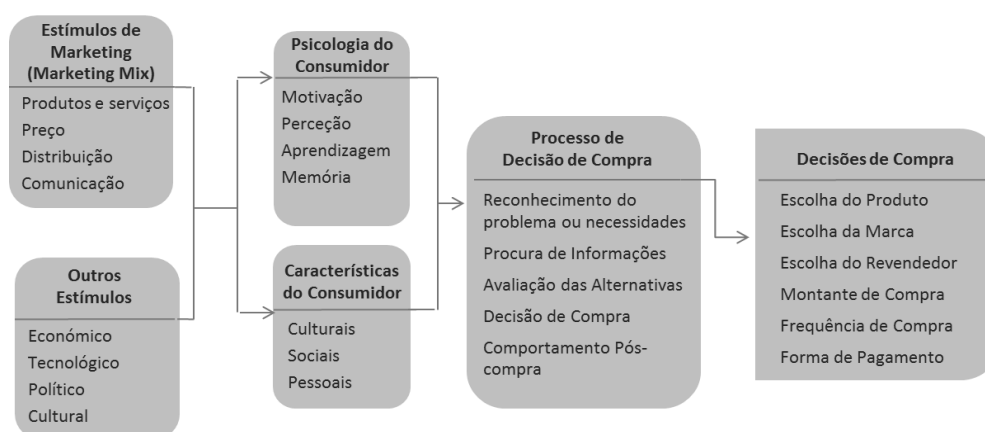 Estímulos de
Marketing
(Marketing Mix)
Produtos e serviços
Preço
Distribuição
Comunicação
Outros
Estímulos
Económico
Tecnológico
Político
Cultural
Psicologia do
Consumidor
Motivação
Perceção
Aprendizagem
Memória
Características
do Consumidor
Culturais
Sociais
Pessoais
Processo de
Decisão de Compra
Reconhecimento do
problema ou necessidades
Procura de Informações
Avaliação das Alternativas
Decisão de Compra
Comportamento Pós-
compra
Decisões de Compra
Escolha do Produto
Escolha da Marca
Escolha do Revendedor
Montante de Compra
Frequência de Compra
Forma de Pagamento